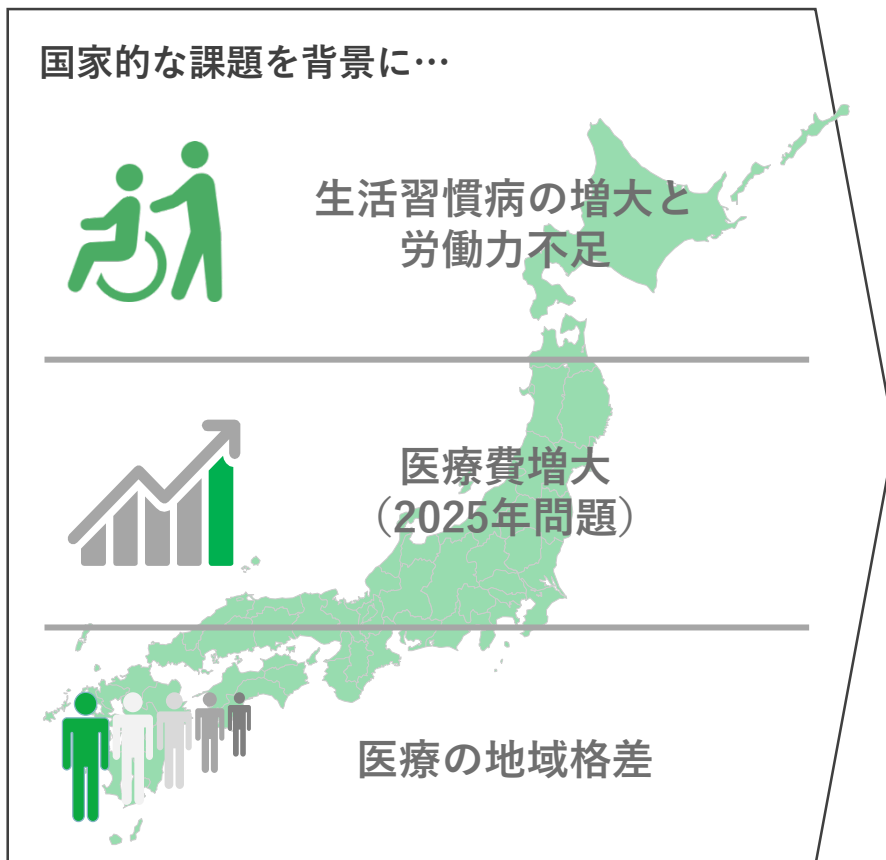 国家的な課題を背景に…
生活習慣病の増大と
労働力不足
医療費増大
（2025年問題）
医療の地域格差